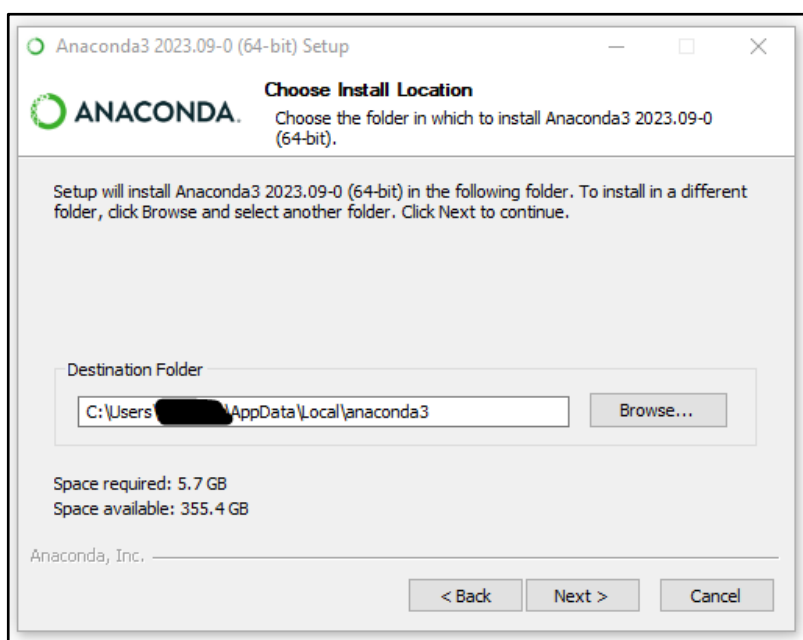 Anaconda3 2023.09-0 (64-bit) Setup
ANACONDA.
Choose Install Location
Choose the folder in which to install Anaconda3 2023.09-0
(64-bit).
Setup will install Anaconda3 2023.09-0 (64-bit) in the following folder. To install in a different
folder, click Browse and select another folder. Click Next to continue.
Destination Folder
C:\Users\ \AppData\Local\anaconda3
Browse...
Space required: 5.7 GB
Space available: 355.4 GB
Anaconda, Inc.
< Back
Next >
Cancel